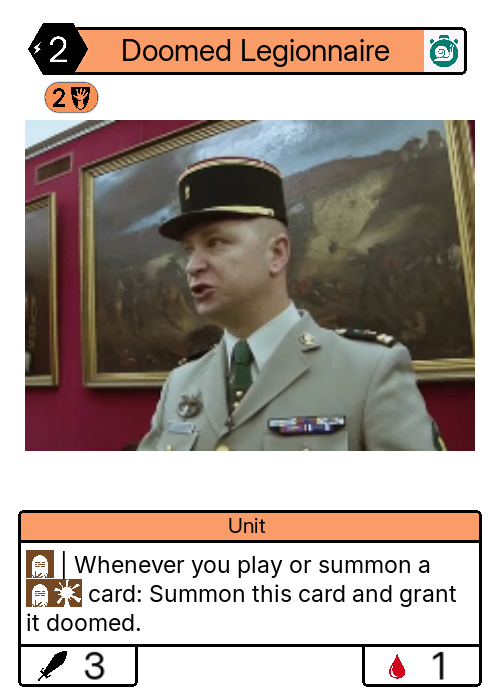 2 Doomed Legionnaire
2
Unit
| Whenever you play or summon a
card: Summon this card and grant
it doomed.
3 1